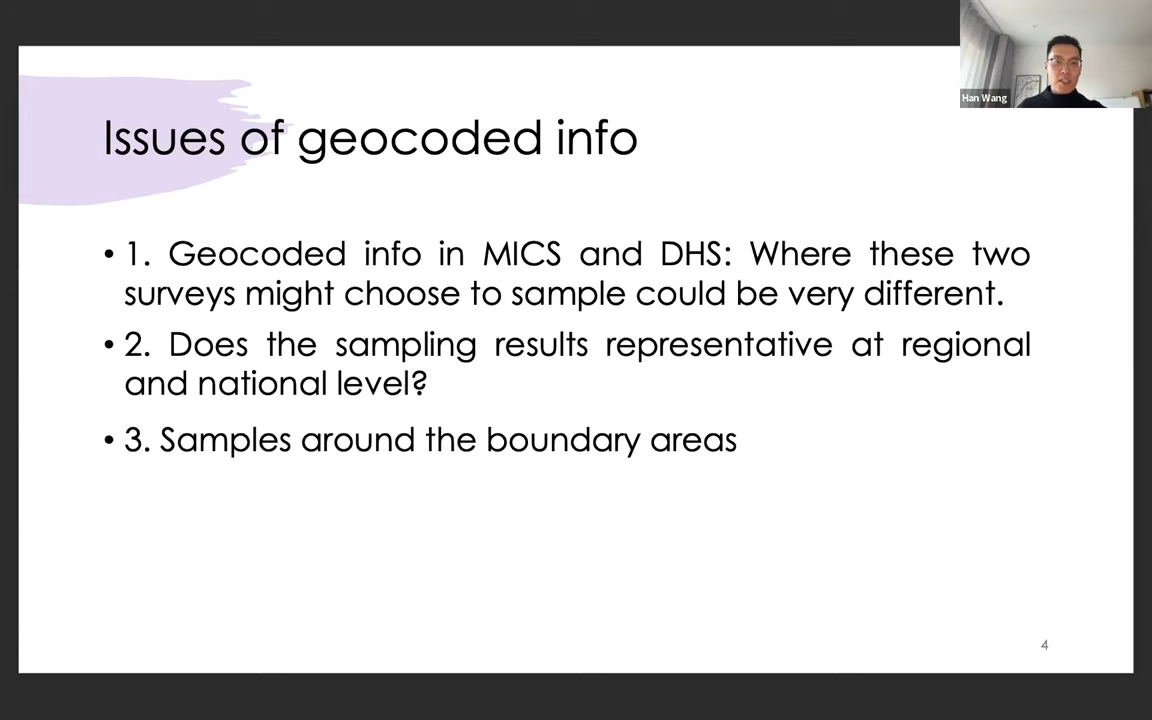 Han Wang
Issues of geocoded info
• 1. Geocoded info in MICS and DHS: Where these two
surveys might choose to sample could be very different.
• 2. Does the sampling results representative at regional
and national level?
• 3. Samples around the boundary areas
4